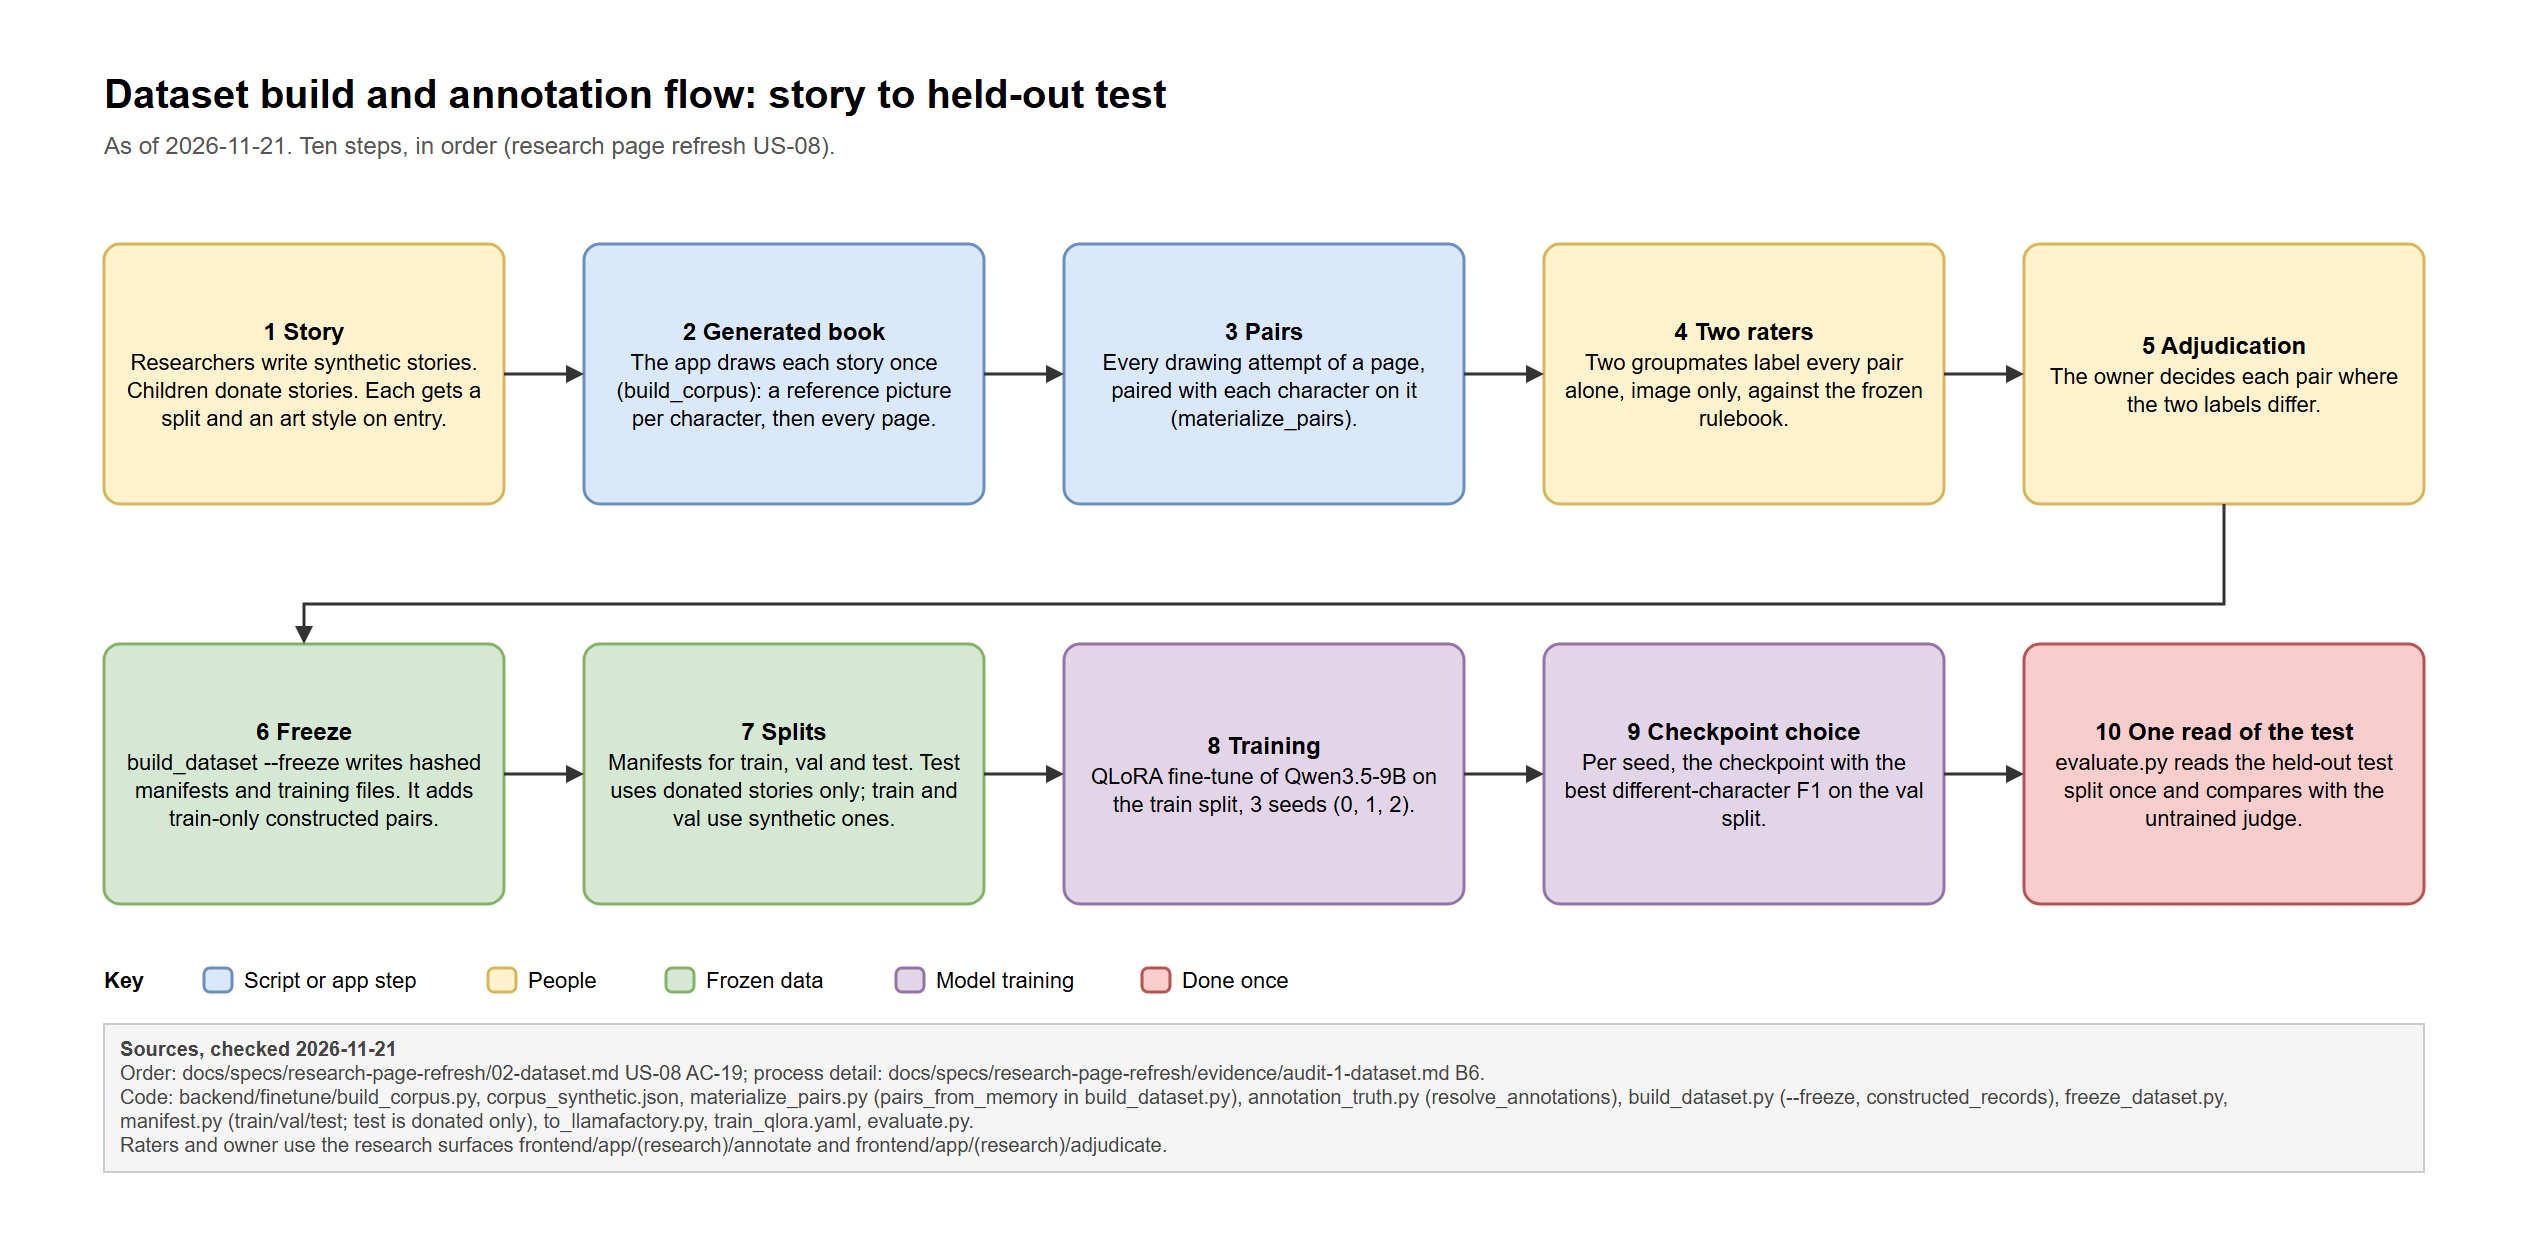 Dataset build and annotation flow: story to held-out test
As of 2026-11-21. Ten steps, in order (research page refresh US-08).
1 Story
Researchers write synthetic stories.
Children donate stories. Each gets a
split and an art style on entry.
2 Generated book
The app draws each story once
(build_corpus): a reference picture
per character, then every page.
3 Pairs
Every drawing attempt of a page,
paired with each character on it
(materialize_pairs).
4 Two raters
Two groupmates label every pair
alone, image only, against the frozen
rulebook.
5 Adjudication
The owner decides each pair where
the two labels differ.
6 Freeze
build_dataset --freeze writes hashed
manifests and training files. It adds
train-only constructed pairs.
7 Splits
Manifests for train, val and test. Test
uses donated stories only; train and
val use synthetic ones.
8 Training
QLoRA fine-tune of Qwen3.5-9B on
the train split, 3 seeds (0, 1, 2).
9 Checkpoint choice
Per seed, the checkpoint with the
best different-character F1 on the val
split.
10 One read of the test
evaluate.py reads the held-out test
split once and compares with the
untrained judge.
Key
Script or app step
People
Frozen data
Model training
Done once
Sources, checked 2026-11-21
Order: docs/specs/research-page-refresh/02-dataset.md US-08 AC-19; process detail: docs/specs/research-page-refresh/evidence/audit-1-dataset.md B6.
Code: backend/finetune/build_corpus.py, corpus_synthetic.json, materialize_pairs.py (pairs_from_memory in build_dataset.py), annotation_truth.py (resolve_annotations), build_dataset.py (--freeze, constructed_records), freeze_dataset.py,
manifest.py (train/val/test; test is donated only), to_llamafactory.py, train_qlora.yaml, evaluate.py.
Raters and owner use the research surfaces frontend/app/(research)/annotate and frontend/app/(research)/adjudicate.